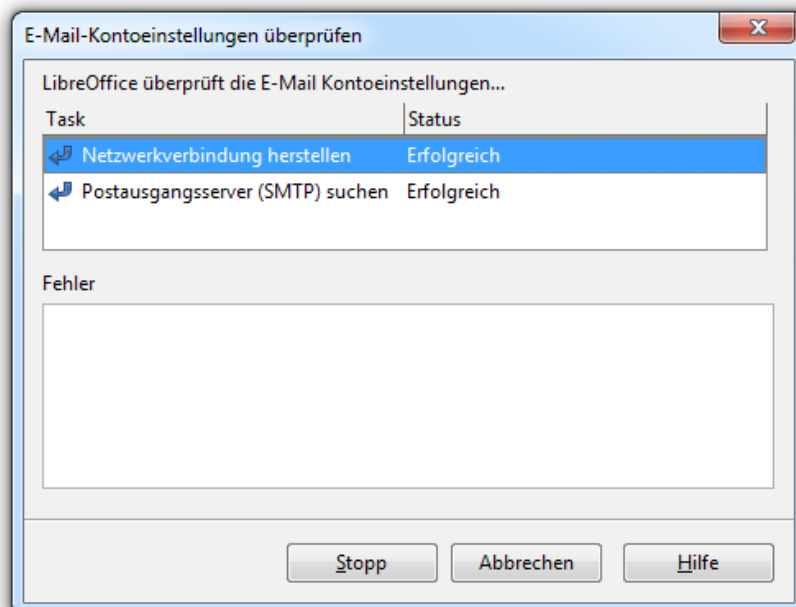 E-Mail-Kontoeinstellungen überprüfen
LibreOffice überprüft die E-Mail Kontoeinstellungen...
Task Status
Netzwerkverbindung herstellen Erfolgreich
Postausgangsserver (SMTP) suchen Erfolgreich
Fehler
Stopp Abbrechen Hilfe